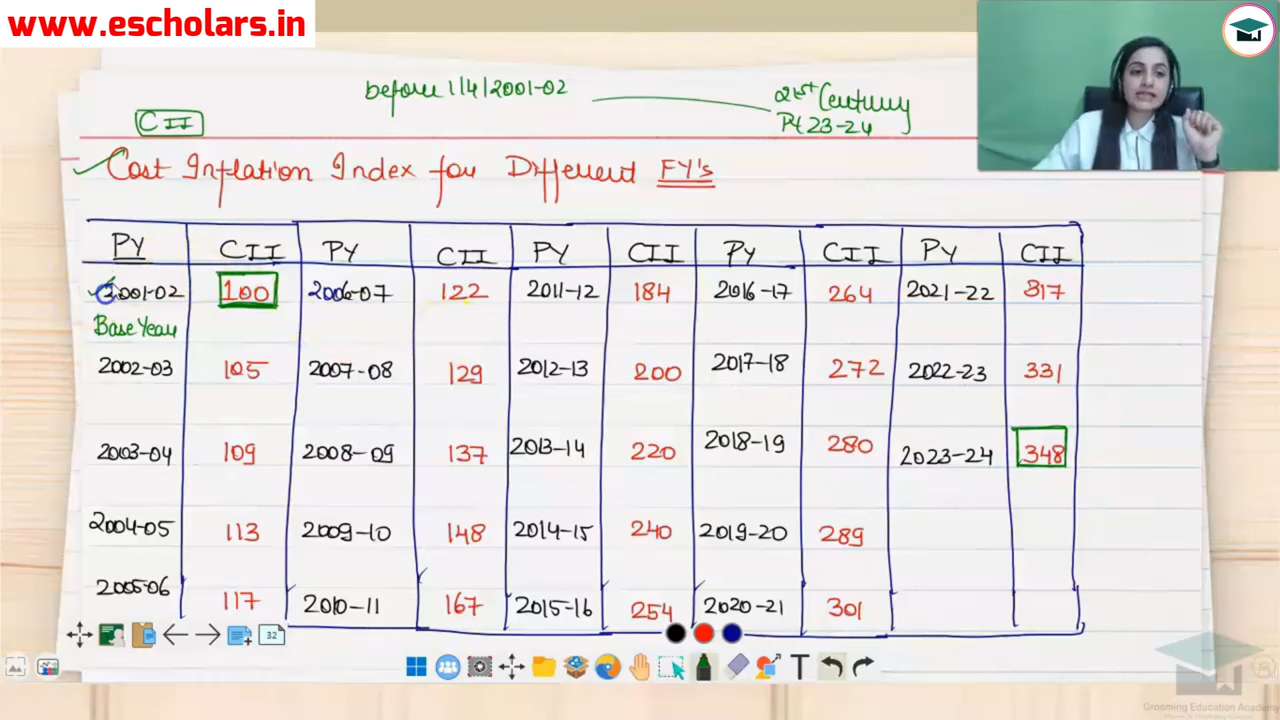 www.escholars.in
before 1/4/2001-02
21st Century
PY 23-24
CII
Cost Inflation Index for Different FY's
PY CII PY CII PY CII PY CII PY CII
2001-02 100 2006-07 122 2011-12 184 2016-17 264 2021-22 317
Base Year
2002-03 105 2007-08 129 2012-13 200 2017-18 272 2022-23 331
2003-04 109 2008-09 137 2013-14 220 2018-19 280 2023-24 348
2004-05 113 2009-10 148 2014-15 240 2019-20 289
2005-06 117 2010-11 167 2015-16 254 2020-21 301
32
T
Grooming Education Academy